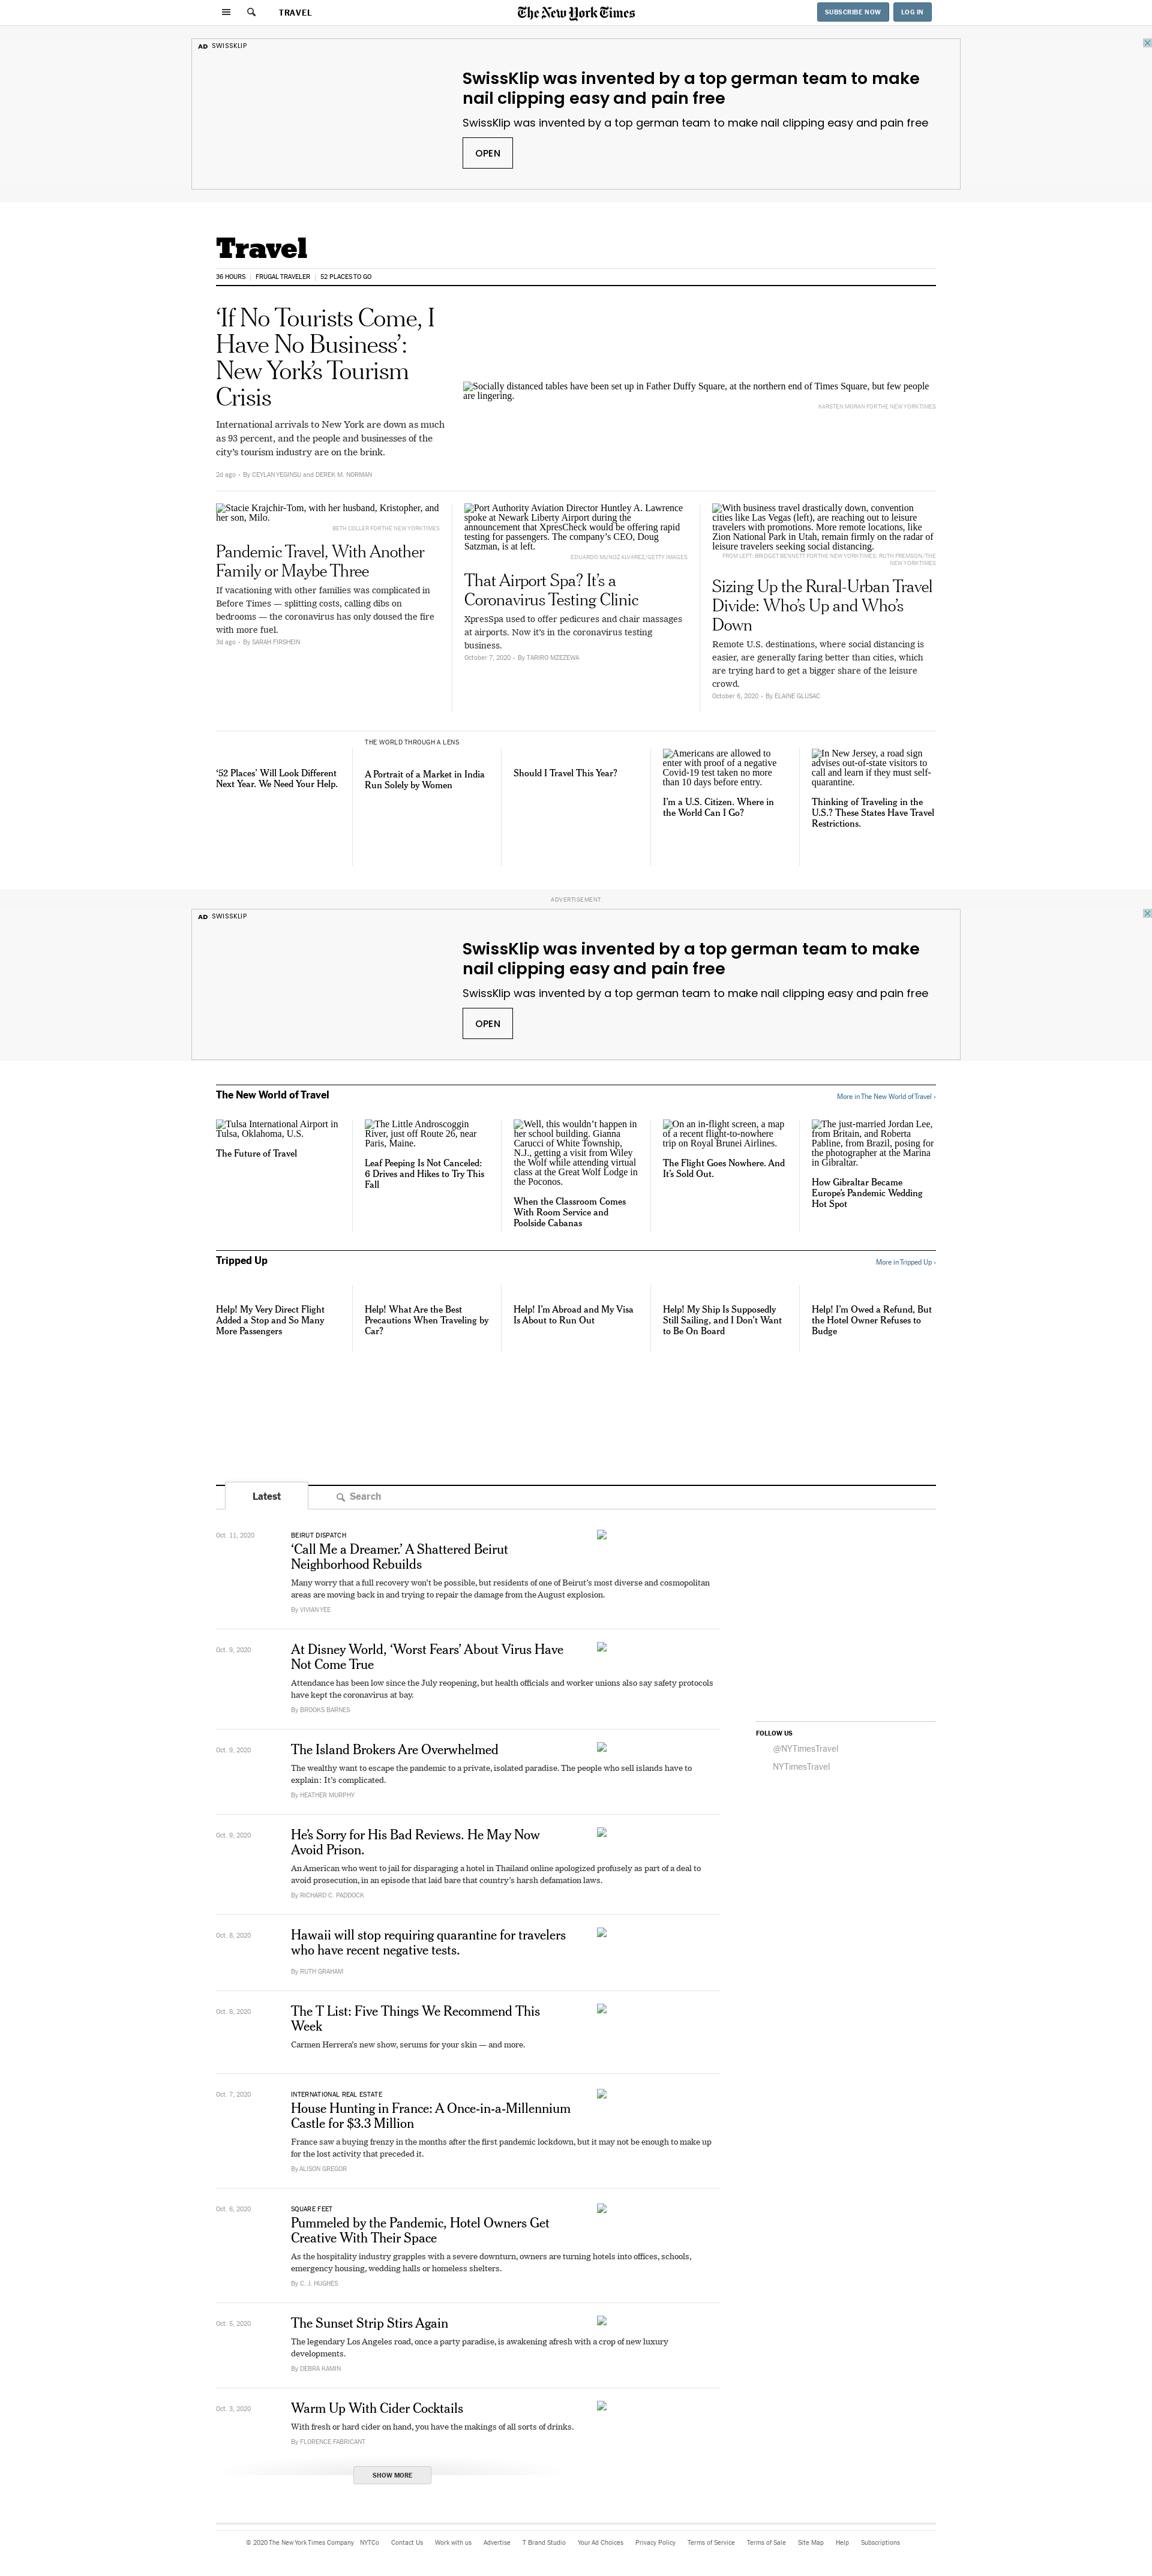 TRAVEL
The New York Times
SUBSCRIBE NOW
LOG IN
AD SWISSKLIP
SwissKlip was invented by a top german team to make
nail clipping easy and pain free
SwissKlip was invented by a top german team to make nail clipping easy and pain free
OPEN
Travel
36 HOURS
FRUGAL TRAVELER
52 PLACES TO GO
‘If No Tourists Come, I
Have No Business’:
New York’s Tourism
Crisis
International arrivals to New York are down as much
as 93 percent, and the people and businesses of the
city’s tourism industry are on the brink.
2d ago • By CEYLAN YEGINSU and DEREK M. NORMAN
Socially distanced tables have been set up in Father Duffy Square, at the northern end of Times Square, but few people
are lingering.
KARSTEN MORAN FOR THE NEW YORK TIMES
Stacie Krajchir-Tom, with her husband, Kristopher, and
her son, Milo.
BETH COLLER FOR THE NEW YORK TIMES
Pandemic Travel, With Another
Family or Maybe Three
If vacationing with other families was complicated in
Before Times — splitting costs, calling dibs on
bedrooms — the coronavirus has only doused the fire
with more fuel.
3d ago • By SARAH FIRSHEIN
Port Authority Aviation Director Huntley A. Lawrence
spoke at Newark Liberty Airport during the
announcement that XpresCheck would be offering rapid
testing for passengers. The company’s CEO, Doug
Satzman, is at left.
EDUARDO MUNOZ ALVAREZ/GETTY IMAGES
That Airport Spa? It’s a
Coronavirus Testing Clinic
XpresSpa used to offer pedicures and chair massages
at airports. Now it’s in the coronavirus testing
business.
October 7, 2020 • By TARIRO MZEZEWA
With business travel drastically down, convention
cities like Las Vegas (left), are reaching out to leisure
travelers with promotions. More remote locations, like
Zion National Park in Utah, remain firmly on the radar of
leisure travelers seeking social distancing.
FROM LEFT: BRIDGET BENNETT FOR THE NEW YORK TIMES; RUTH FREMSON/THE
NEW YORK TIMES
Sizing Up the Rural-Urban Travel
Divide: Who’s Up and Who’s
Down
Remote U.S. destinations, where social distancing is
easier, are generally faring better than cities, which
are trying hard to get a bigger share of the leisure
crowd.
October 6, 2020 • By ELAINE GLUSAC
‘52 Places’ Will Look Different
Next Year. We Need Your Help.
THE WORLD THROUGH A LENS
A Portrait of a Market in India
Run Solely by Women
Should I Travel This Year?
Americans are allowed to
enter with proof of a negative
Covid-19 test taken no more
than 10 days before entry.
I’m a U.S. Citizen. Where in
the World Can I Go?
In New Jersey, a road sign
advises out-of-state visitors to
call and learn if they must self-
quarantine.
Thinking of Traveling in the
U.S.? These States Have Travel
Restrictions.
ADVERTISEMENT
AD SWISSKLIP
SwissKlip was invented by a top german team to make
nail clipping easy and pain free
SwissKlip was invented by a top german team to make nail clipping easy and pain free
OPEN
The New World of Travel
More in The New World of Travel ›
Tulsa International Airport in
Tulsa, Oklahoma, U.S.
The Future of Travel
The Little Androscoggin
River, just off Route 26, near
Paris, Maine.
Leaf Peeping Is Not Canceled:
6 Drives and Hikes to Try This
Fall
Well, this wouldn’t happen in
her school building. Gianna
Carucci of White Township,
N.J., getting a visit from Wiley
the Wolf while attending virtual
class at the Great Wolf Lodge in
the Poconos.
When the Classroom Comes
With Room Service and
Poolside Cabanas
On an in-flight screen, a map
of a recent flight-to-nowhere
trip on Royal Brunei Airlines.
The Flight Goes Nowhere. And
It’s Sold Out.
The just-married Jordan Lee,
from Britain, and Roberta
Pabline, from Brazil, posing for
the photographer at the Marina
in Gibraltar.
How Gibraltar Became
Europe’s Pandemic Wedding
Hot Spot
Tripped Up
More in Tripped Up ›
Help! My Very Direct Flight
Added a Stop and So Many
More Passengers
Help! What Are the Best
Precautions When Traveling by
Car?
Help! I’m Abroad and My Visa
Is About to Run Out
Help! My Ship Is Supposedly
Still Sailing, and I Don’t Want
to Be On Board
Help! I’m Owed a Refund, But
the Hotel Owner Refuses to
Budge
Latest
Search
Oct. 11, 2020
BEIRUT DISPATCH
‘Call Me a Dreamer.’ A Shattered Beirut
Neighborhood Rebuilds
Many worry that a full recovery won’t be possible, but residents of one of Beirut’s most diverse and cosmopolitan
areas are moving back in and trying to repair the damage from the August explosion.
By VIVIAN YEE
Oct. 9, 2020
At Disney World, ‘Worst Fears’ About Virus Have
Not Come True
Attendance has been low since the July reopening, but health officials and worker unions also say safety protocols
have kept the coronavirus at bay.
By BROOKS BARNES
FOLLOW US
@NYTimesTravel
NYTimesTravel
Oct. 9, 2020
The Island Brokers Are Overwhelmed
The wealthy want to escape the pandemic to a private, isolated paradise. The people who sell islands have to
explain: It’s complicated.
By HEATHER MURPHY
Oct. 9, 2020
He’s Sorry for His Bad Reviews. He May Now
Avoid Prison.
An American who went to jail for disparaging a hotel in Thailand online apologized profusely as part of a deal to
avoid prosecution, in an episode that laid bare that country’s harsh defamation laws.
By RICHARD C. PADDOCK
Oct. 8, 2020
Hawaii will stop requiring quarantine for travelers
who have recent negative tests.
By RUTH GRAHAM
Oct. 8, 2020
The T List: Five Things We Recommend This
Week
Carmen Herrera’s new show, serums for your skin — and more.
Oct. 7, 2020
INTERNATIONAL REAL ESTATE
House Hunting in France: A Once-in-a-Millennium
Castle for $3.3 Million
France saw a buying frenzy in the months after the first pandemic lockdown, but it may not be enough to make up
for the lost activity that preceded it.
By ALISON GREGOR
Oct. 6, 2020
SQUARE FEET
Pummeled by the Pandemic, Hotel Owners Get
Creative With Their Space
As the hospitality industry grapples with a severe downturn, owners are turning hotels into offices, schools,
emergency housing, wedding halls or homeless shelters.
By C. J. HUGHES
Oct. 5, 2020
The Sunset Strip Stirs Again
The legendary Los Angeles road, once a party paradise, is awakening afresh with a crop of new luxury
developments.
By DEBRA KAMIN
Oct. 3, 2020
Warm Up With Cider Cocktails
With fresh or hard cider on hand, you have the makings of all sorts of drinks.
By FLORENCE FABRICANT
SHOW MORE
© 2020 The New York Times Company NYTCo Contact Us Work with us Advertise T Brand Studio Your Ad Choices Privacy Policy Terms of Service Terms of Sale Site Map Help Subscriptions